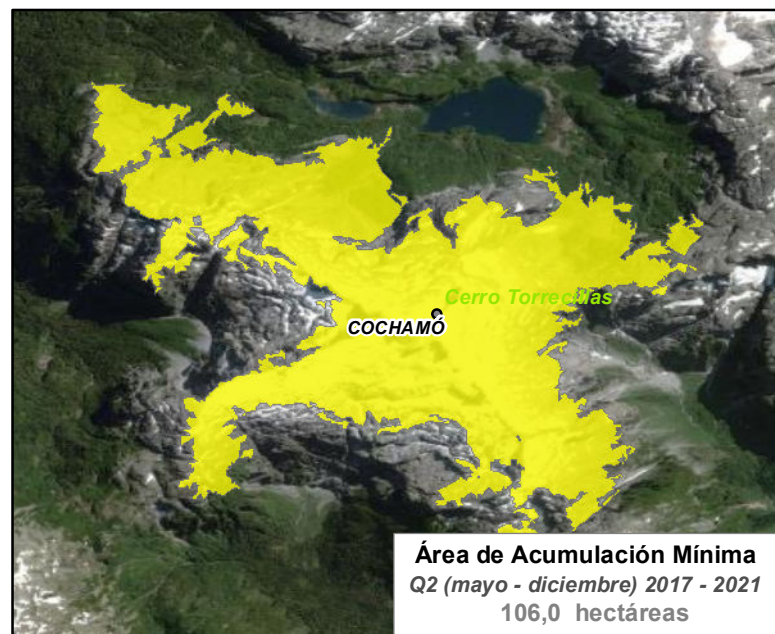 Cerro Torrecillas
COCHAMÓ
Área de Acumulación Mínima
Q2 (mayo - diciembre) 2017 - 2021
106,0 hectáreas